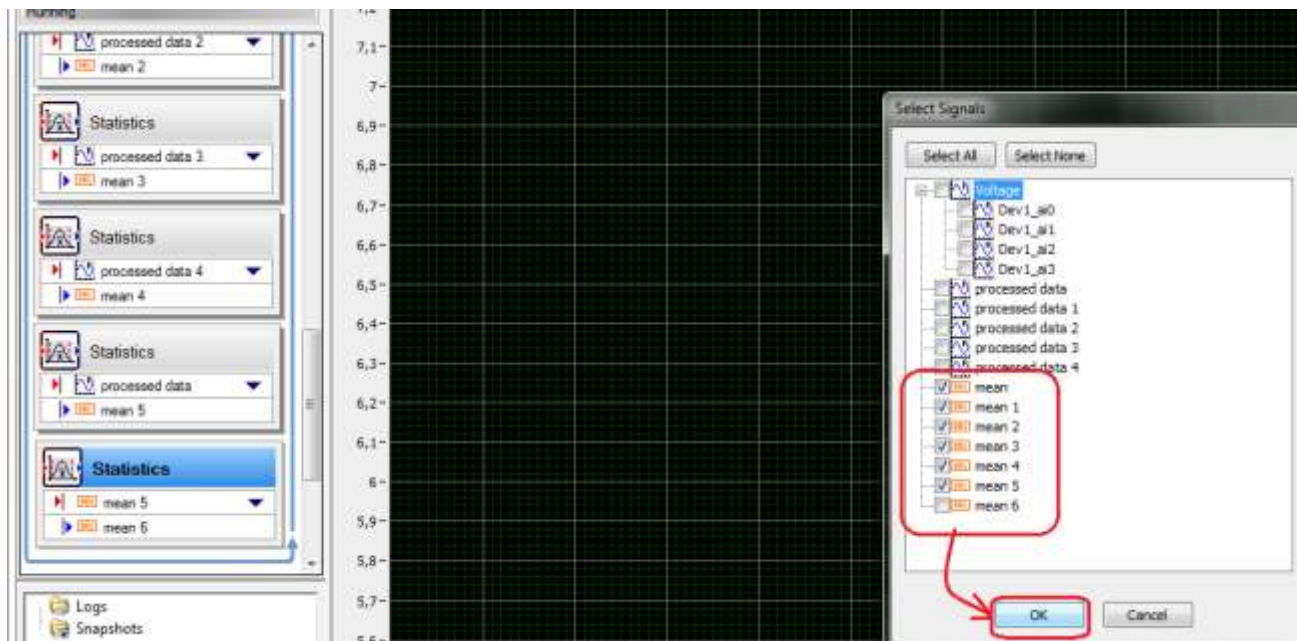 Running
processed data 2
mean 2
Statistics
processed data 3
mean 3
Statistics
processed data 4
mean 4
Statistics
processed data
mean 5
Statistics
mean 5
mean 6
Logs
Snapshots
7,2
7,1
7
6,9
6,8
6,7
6,6
6,5
6,4
6,3
6,2
6,1
6
5,9
5,8
5,7
5,6
Select Signals
Select All
Select None
Voltage
Dev1_ai0
Dev1_ai1
Dev1_ai2
Dev1_ai3
processed data
processed data 1
processed data 2
processed data 3
processed data 4
mean
mean 1
mean 2
mean 3
mean 4
mean 5
mean 6
OK
Cancel